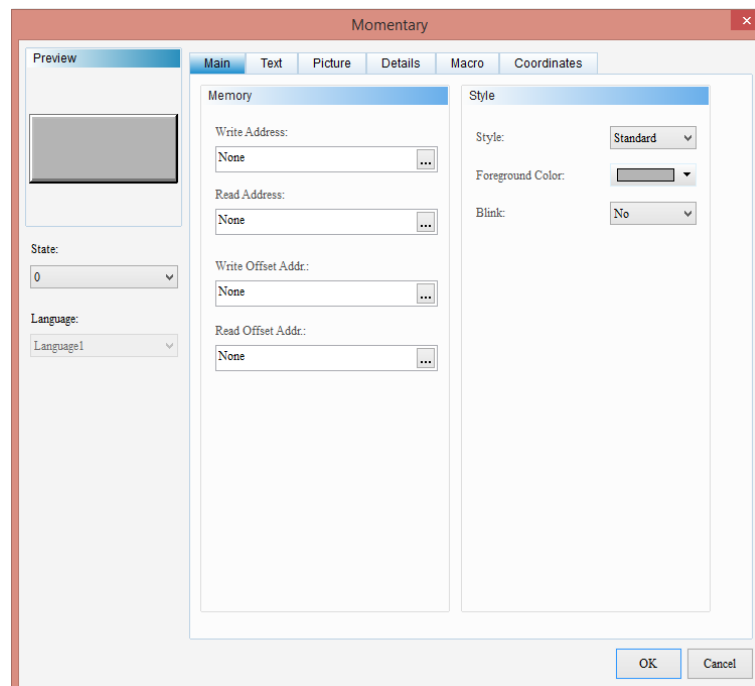 Momentary
Preview
State:
0
Language:
Language1
Main Text Picture Details Macro Coordinates
Memory
Write Address:
None
...
Read Address:
None
...
Write Offset Addr.:
None
...
Read Offset Addr.:
None
...
Style
Style:
Standard
Foreground Color:
Blink:
No
OK Cancel